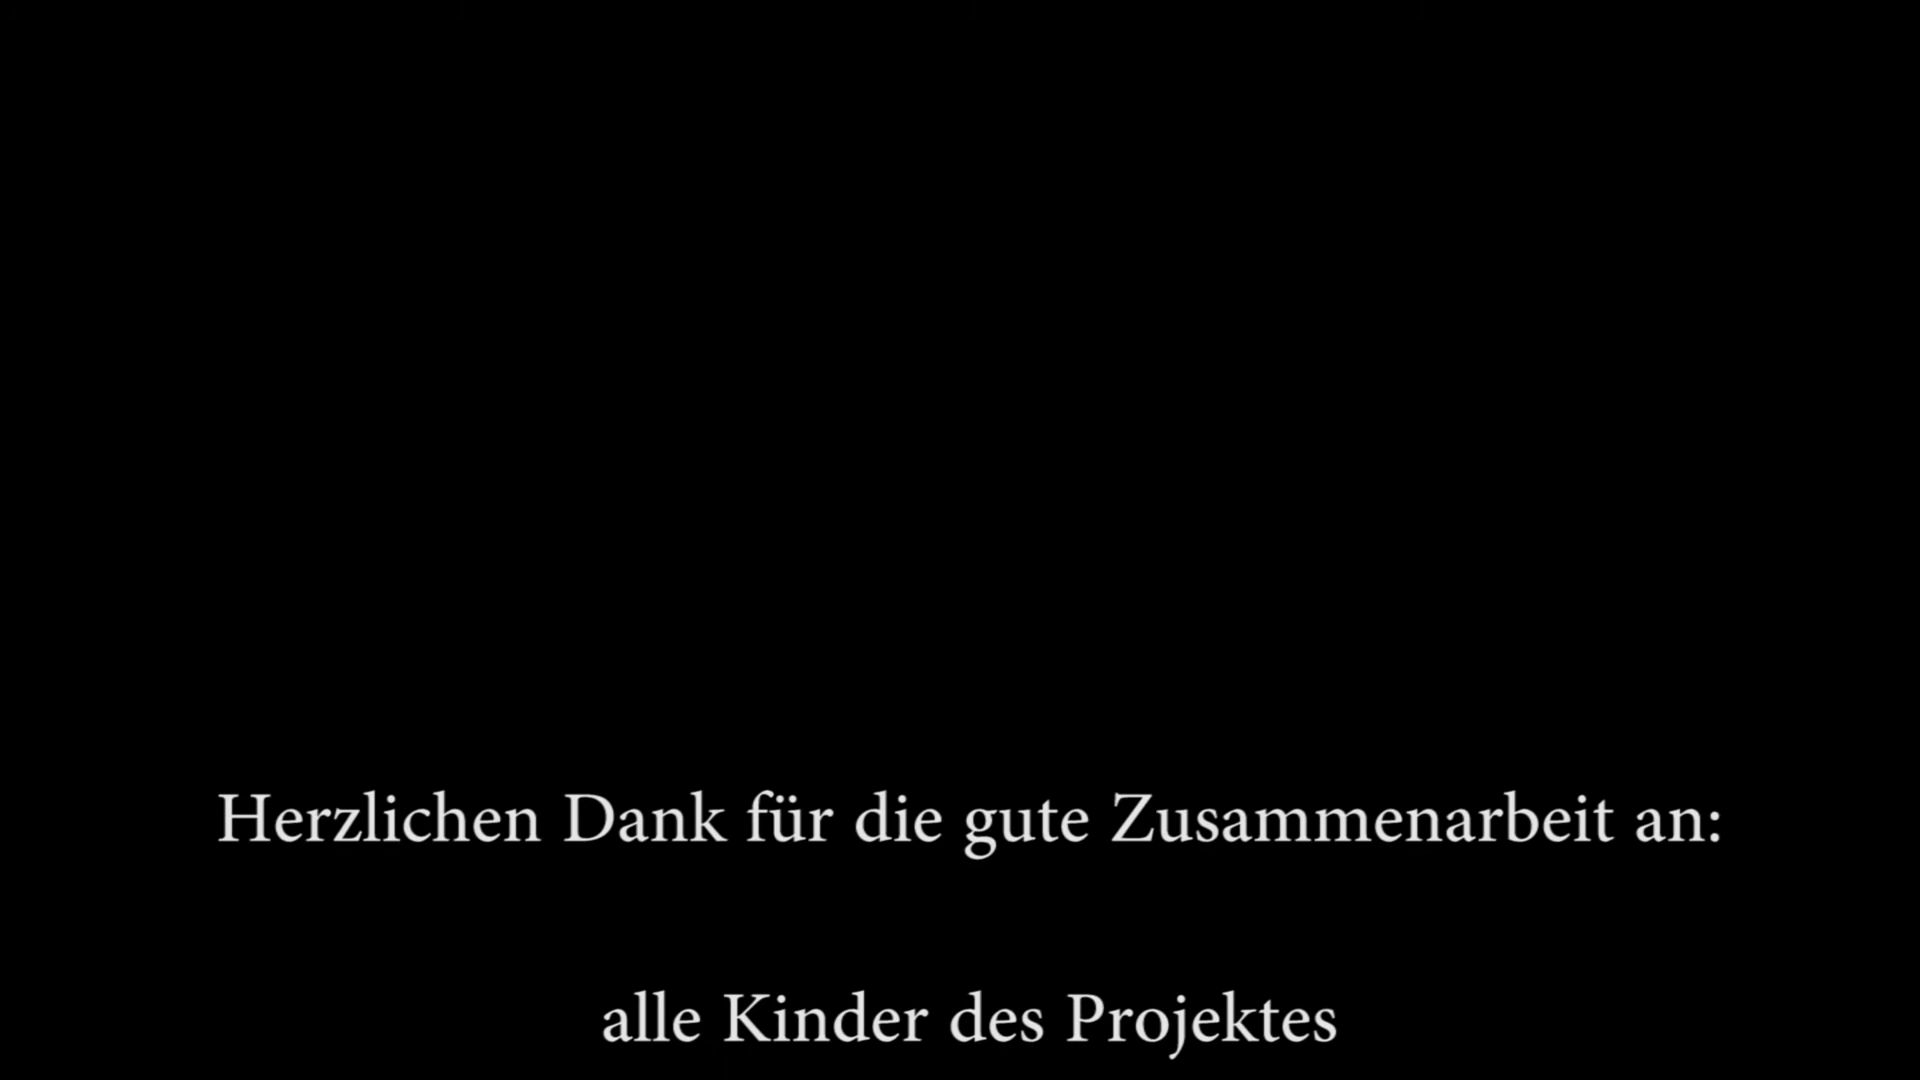 Herzlichen Dank für die gute Zusammenarbeit an:
alle Kinder des Projektes